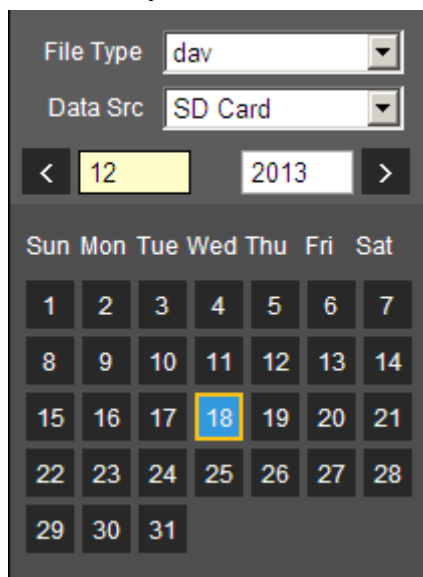 File Type dav
Data Src SD Card
< 12 2013 >
Sun Mon Tue Wed Thu Fri Sat
1 2 3 4 5 6 7
8 9 10 11 12 13 14
15 16 17 18 19 20 21
22 23 24 25 26 27 28
29 30 31